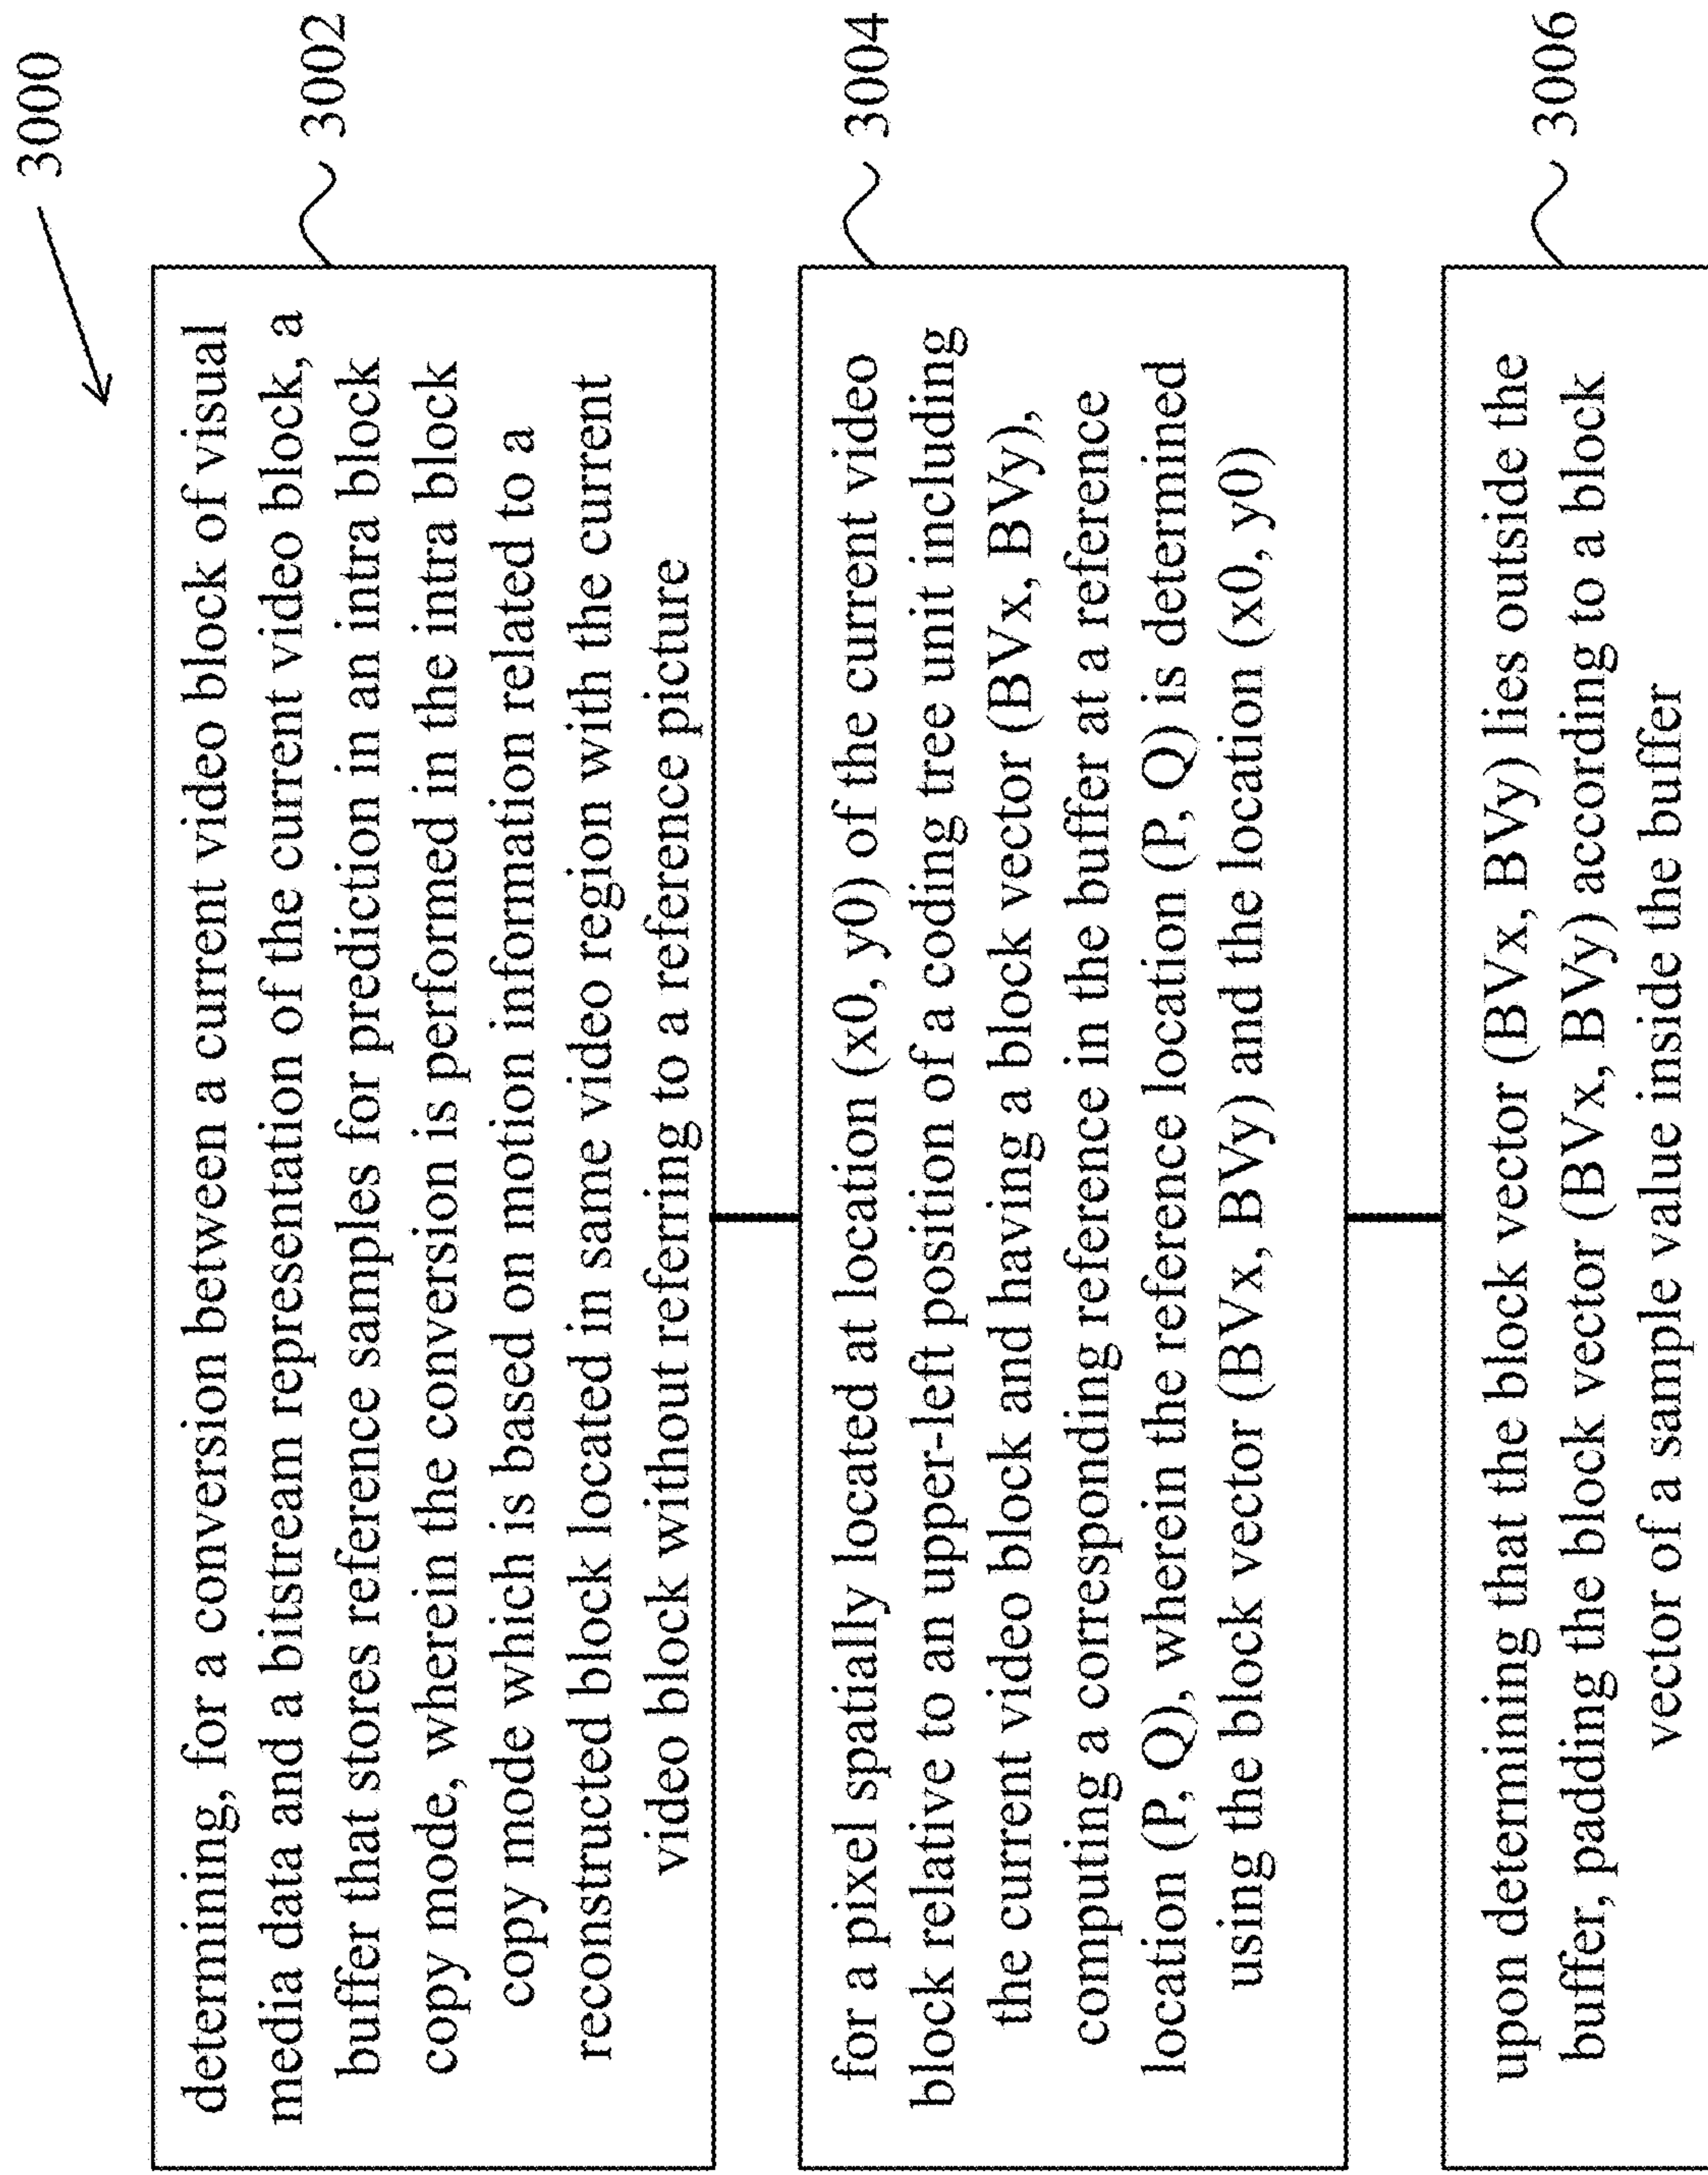 3000
determining, for a conversion between a current video block of visual
media data and a bitstream representation of the current video block, a
buffer that stores reference samples for prediction in an intra block
copy mode, wherein the conversion is performed in the intra block
copy mode which is based on motion information related to a
reconstructed block located in same video region with the current
video block without referring to a reference picture
3002
for a pixel spatially located at location (x0, y0) of the current video
block relative to an upper-left position of a coding tree unit including
the current video block and having a block vector (BVx, BVy),
computing a corresponding reference in the buffer at a reference
location (P, Q), wherein the reference location (P, Q) is determined
using the block vector (BVx, BVy) and the location (x0, y0)
3004
upon determining that the block vector (BVx, BVy) lies outside the
buffer, padding the block vector (BVx, BVy) according to a block
vector of a sample value inside the buffer
3006